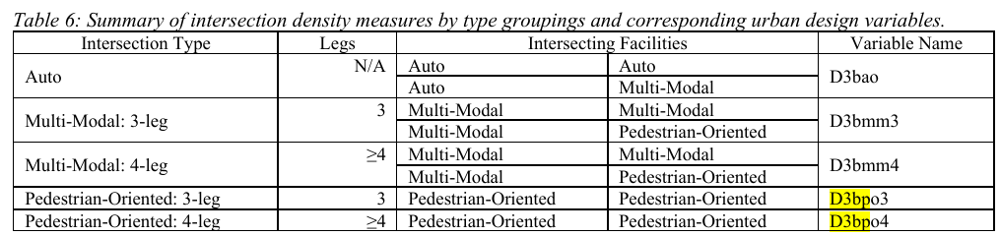 Table 6: Summary of intersection density measures by type groupings and corresponding urban design variables.
Intersection Type Legs Intersecting Facilities Variable Name
Auto N/A Auto Auto D3bao
Auto Multi-Modal
Multi-Modal: 3-leg 3 Multi-Modal Multi-Modal D3bmm3
Multi-Modal Pedestrian-Oriented
Multi-Modal: 4-leg ≥4 Multi-Modal Multi-Modal D3bmm4
Multi-Modal Pedestrian-Oriented
Pedestrian-Oriented: 3-leg 3 Pedestrian-Oriented Pedestrian-Oriented D3bpo3
Pedestrian-Oriented: 4-leg ≥4 Pedestrian-Oriented Pedestrian-Oriented D3bpo4